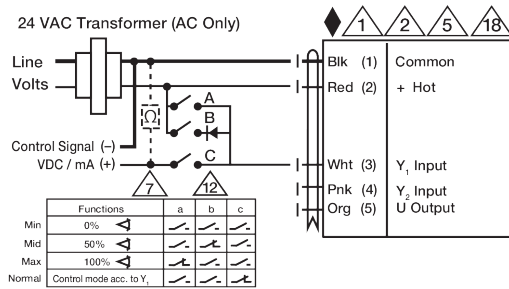 24 VAC Transformer (AC Only)
1 2 5 18
Line
Volts
Blk (1) Common
Red (2) + Hot
A
Ω
B
Control Signal (–)
VDC / mA (+)
C
Wht (3) Y1 Input
Pnk (4) Y2 Input
Org (5) U Output
7 12
Functions a b c
Min 0%
Mid 50%
Max 100%
Normal Control mode acc. to Y1